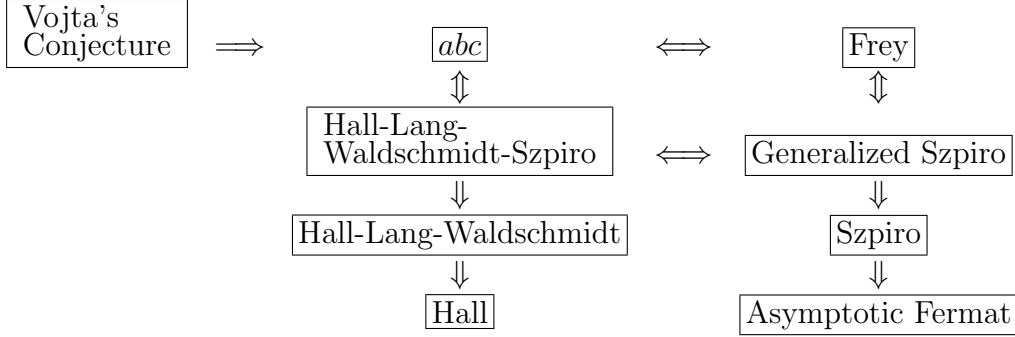 Vojta's
Conjecture ⟹ abc ⟺ Frey
⇕ ⇕
Hall-Lang-
Waldschmidt-Szpiro ⟺ Generalized Szpiro
⇓ ⇓
Hall-Lang-Waldschmidt Szpiro
⇓ ⇓
Hall Asymptotic Fermat